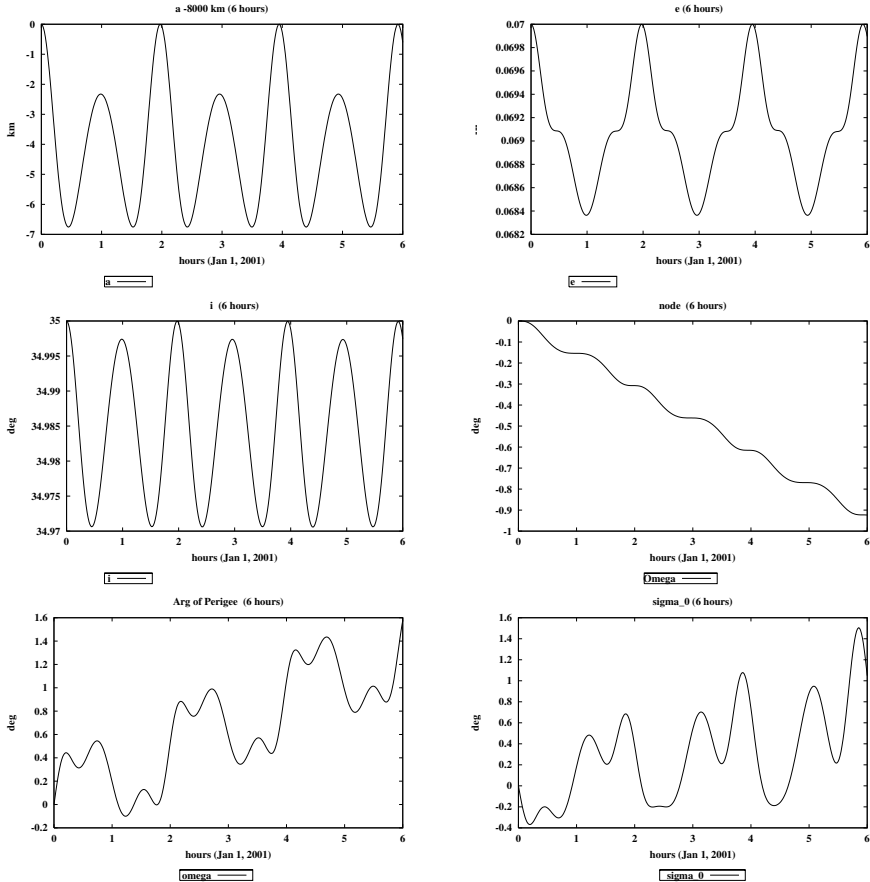 a -8000 km (6 hours)
0
-1
-2
-3
-4
-5
-6
-7
km
0 1 2 3 4 5 6
hours (Jan 1, 2001)
a
e (6 hours)
0.07
0.0696
0.0694
0.0692
0.069
0.0688
0.0686
0.0684
0.0682
---
0 1 2 3 4 5 6
hours (Jan 1, 2001)
e
i (6 hours)
35
34.995
34.99
34.985
34.98
34.975
34.97
deg
0 1 2 3 4 5 6
hours (Jan 1, 2001)
i
node (6 hours)
0
-0.1
-0.2
-0.3
-0.4
-0.5
-0.6
-0.7
-0.8
-0.9
-1
deg
0 1 2 3 4 5 6
hours (Jan 1, 2001)
Omega
Arg of Perigee (6 hours)
1.6
1.4
1.2
1
0.8
0.6
0.4
0.2
0
-0.2
deg
0 1 2 3 4 5 6
hours (Jan 1, 2001)
omega
sigma_0 (6 hours)
1.6
1.4
1.2
1
0.8
0.6
0.4
0.2
0
-0.2
-0.4
deg
0 1 2 3 4 5 6
hours (Jan 1, 2001)
sigma_0